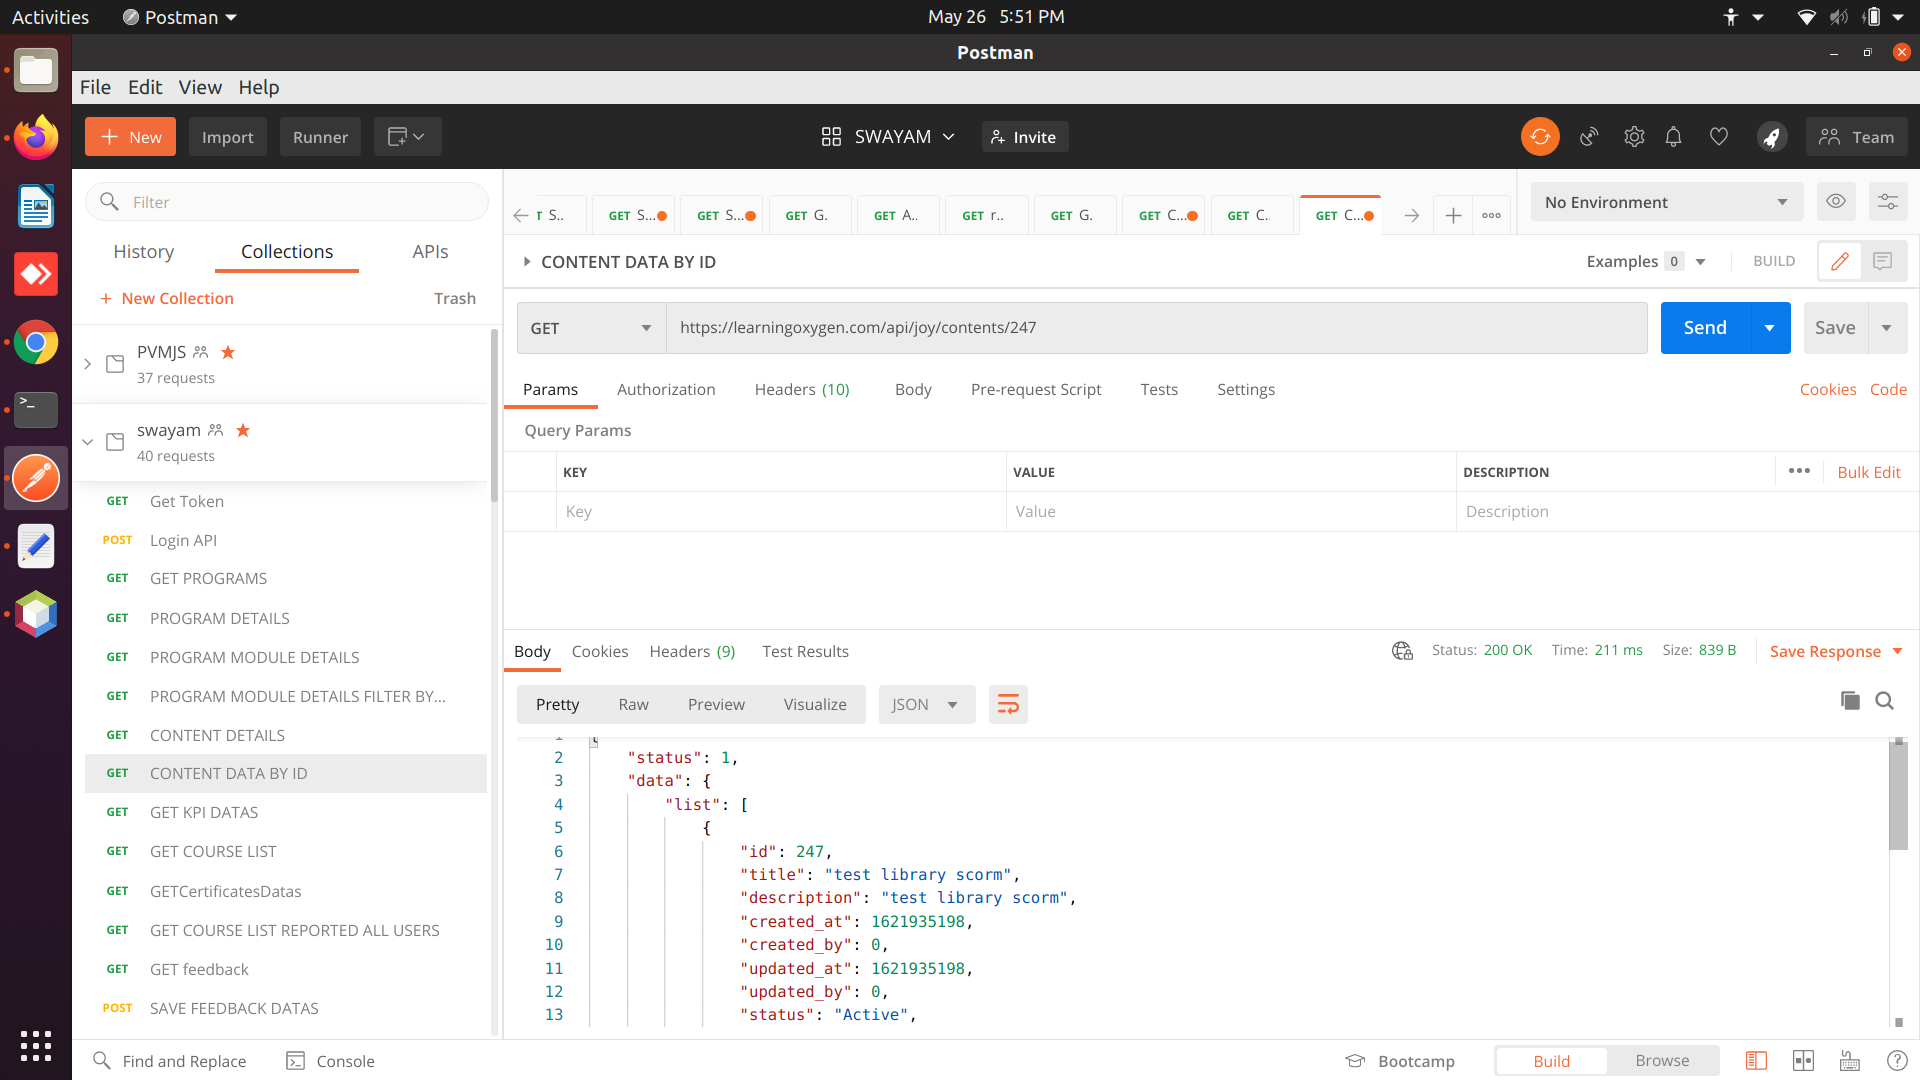 Activities Postman May 26 5:51 PM
Postman
File Edit View Help
New Import Runner SWAYAM Invite Team
Filter
History Collections APIs
+ New Collection Trash
PVMJS
37 requests
swayam
40 requests
GET Get Token
POST Login API
GET GET PROGRAMS
GET PROGRAM DETAILS
GET PROGRAM MODULE DETAILS
GET PROGRAM MODULE DETAILS FILTER BY...
GET CONTENT DETAILS
GET CONTENT DATA BY ID
GET GET KPI DATAS
GET GET COURSE LIST
GET GETCertificatesDatas
GET GET COURSE LIST REPORTED ALL USERS
GET GET feedback
POST SAVE FEEDBACK DATAS
T S.. GET S... GET S... GET G. GET A.. GET r.. GET G. GET C... GET C. GET C...
No Environment
CONTENT DATA BY ID Examples 0 BUILD
GET https://learningoxygen.com/api/joy/contents/247 Send Save
Params Authorization Headers (10) Body Pre-request Script Tests Settings Cookies Code
Query Params
KEY VALUE DESCRIPTION Bulk Edit
Key Value Description
Body Cookies Headers (9) Test Results Status: 200 OK Time: 211 ms Size: 839 B Save Response
Pretty Raw Preview Visualize JSON
1 {
2 "status": 1,
3 "data": {
4 "list": [
5 {
6 "id": 247,
7 "title": "test library scorm",
8 "description": "test library scorm",
9 "created_at": 1621935198,
10 "created_by": 0,
11 "updated_at": 1621935198,
12 "updated_by": 0,
13 "status": "Active",
Find and Replace Console Bootcamp Build Browse